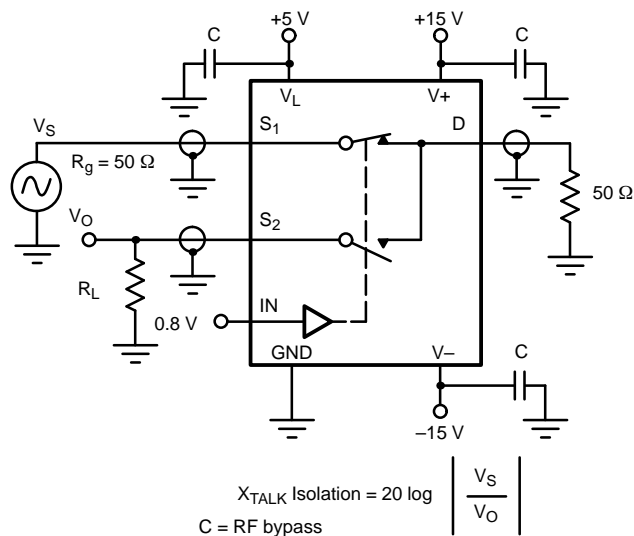 +5 V
+15 V
C
C
V_L
V+
V_S
S_1
D
R_g = 50 Ω
50 Ω
V_O
S_2
R_L
IN
0.8 V
GND
V–
C
–15 V
X_TALK Isolation = 20 log | V_S / V_O |
C = RF bypass